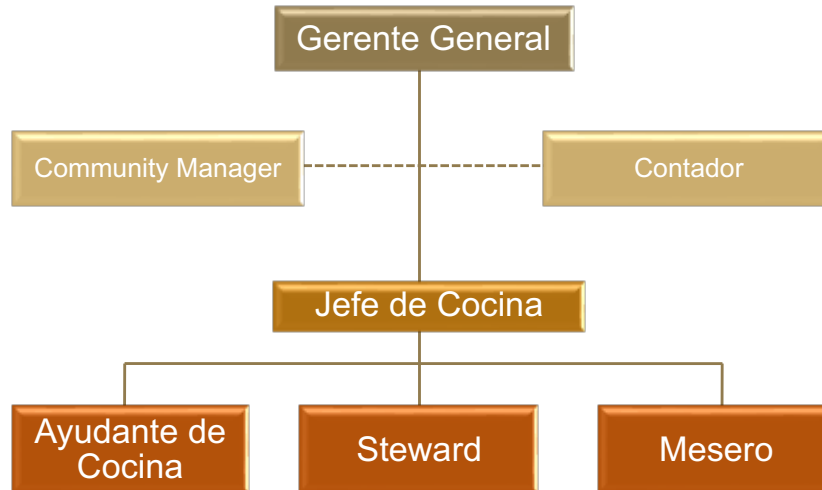 Gerente General
Community Manager
Contador
Jefe de Cocina
Ayudante de
Cocina
Steward
Mesero